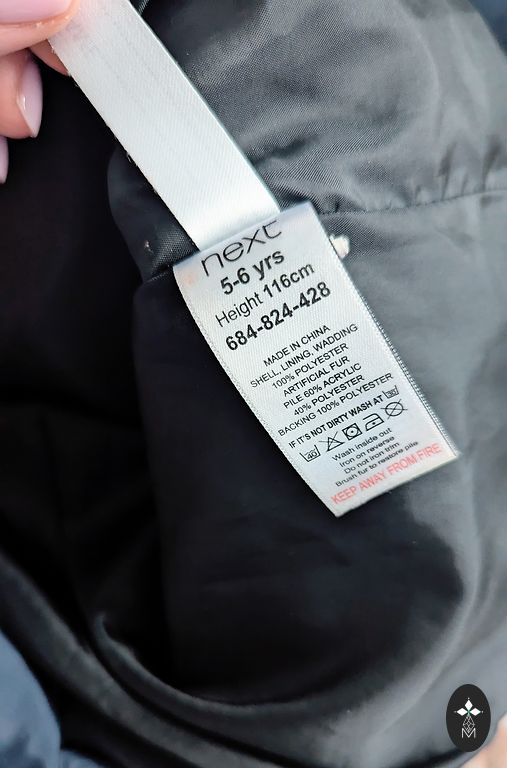 next
5-6 yrs
Height 116cm
684-824-428
MADE IN CHINA
SHELL, LINING, WADDING
100% POLYESTER
ARTIFICIAL FUR
PILE 60% ACRYLIC
40% POLYESTER
BACKING 100% POLYESTER
IF IT'S NOT DIRTY WASH AT 30
40
Wash inside out
Iron on reverse
Do not iron trim
Brush fur to restore pile
KEEP AWAY FROM FIRE
M